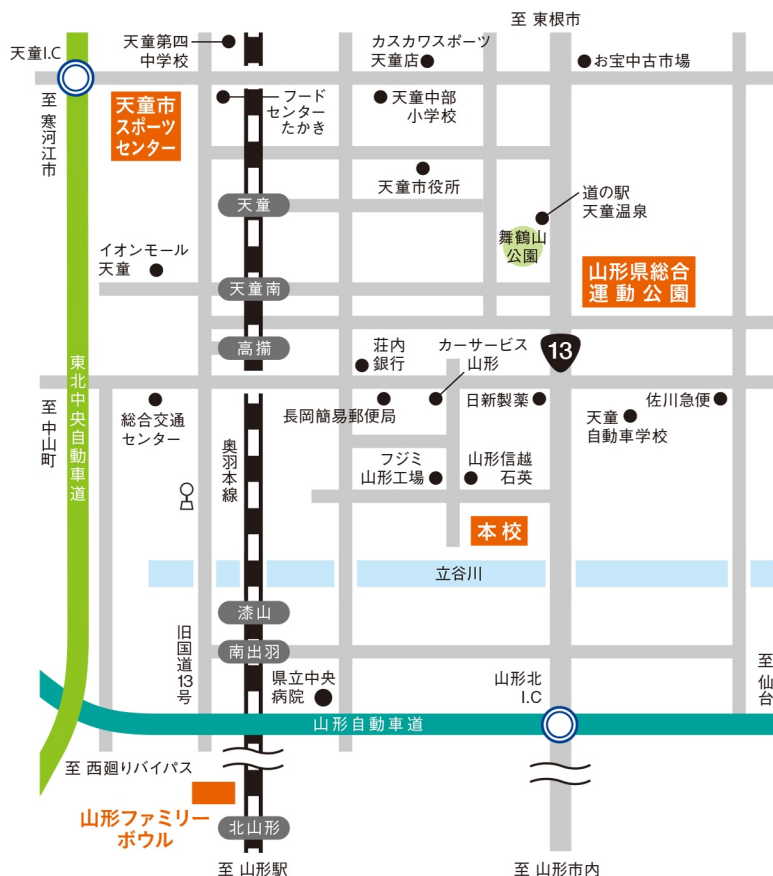 至 東根市
天童第四
中学校
カスカワスポーツ
天童店
天童I.C
お宝中古市場
至 寒河江市
天童市
スポーツ
センター
フード
センター
たかき
天童中部
小学校
天童市役所
天童
道の駅
天童温泉
舞鶴山
公園
イオンモール
天童
山形県総合
運動公園
天童南
高擶
荘内
銀行
カーサービス
山形
13
東北中央自動車道
至 中山町
総合交通
センター
長岡簡易郵便局
日新製薬
佐川急便
天童
自動車学校
奥羽本線
フジミ
山形工場
山形信越
石英
本校
立谷川
漆山
旧国道13号
南出羽
県立中央
病院
山形北
I.C
至 仙台
山形自動車道
至 西廻りバイパス
山形ファミリー
ボウル
北山形
至 山形駅
至 山形市内